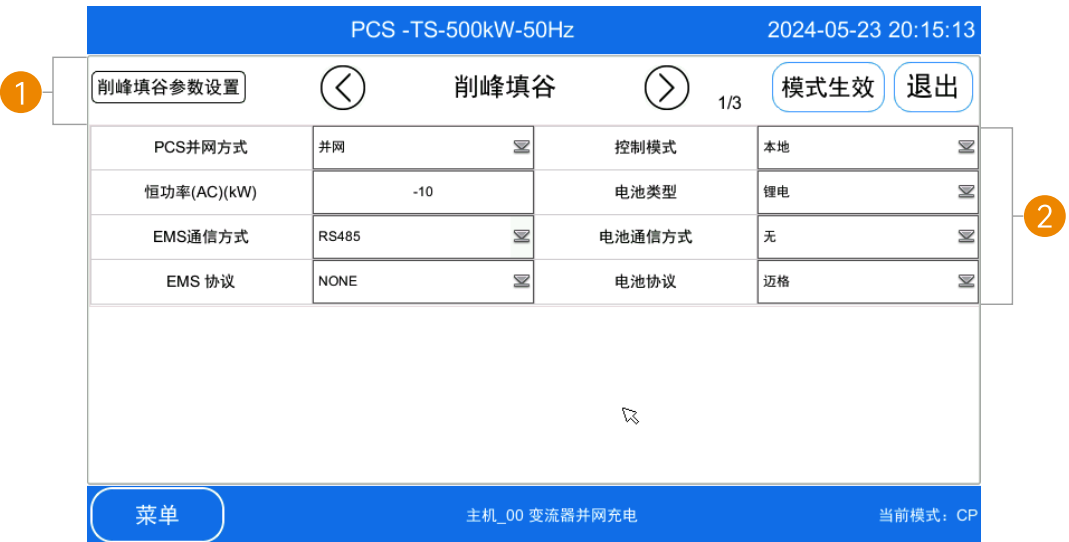 PCS -TS-500kW-50Hz 2024-05-23 20:15:13
1 削峰填谷参数设置 削峰填谷 1/3 模式生效 退出
PCS并网方式 并网 控制模式 本地
恒功率(AC)(kW) -10 电池类型 锂电
2
EMS通信方式 RS485 电池通信方式 无
EMS 协议 NONE 电池协议 迈格
菜单 主机_00 变流器并网充电 当前模式：CP